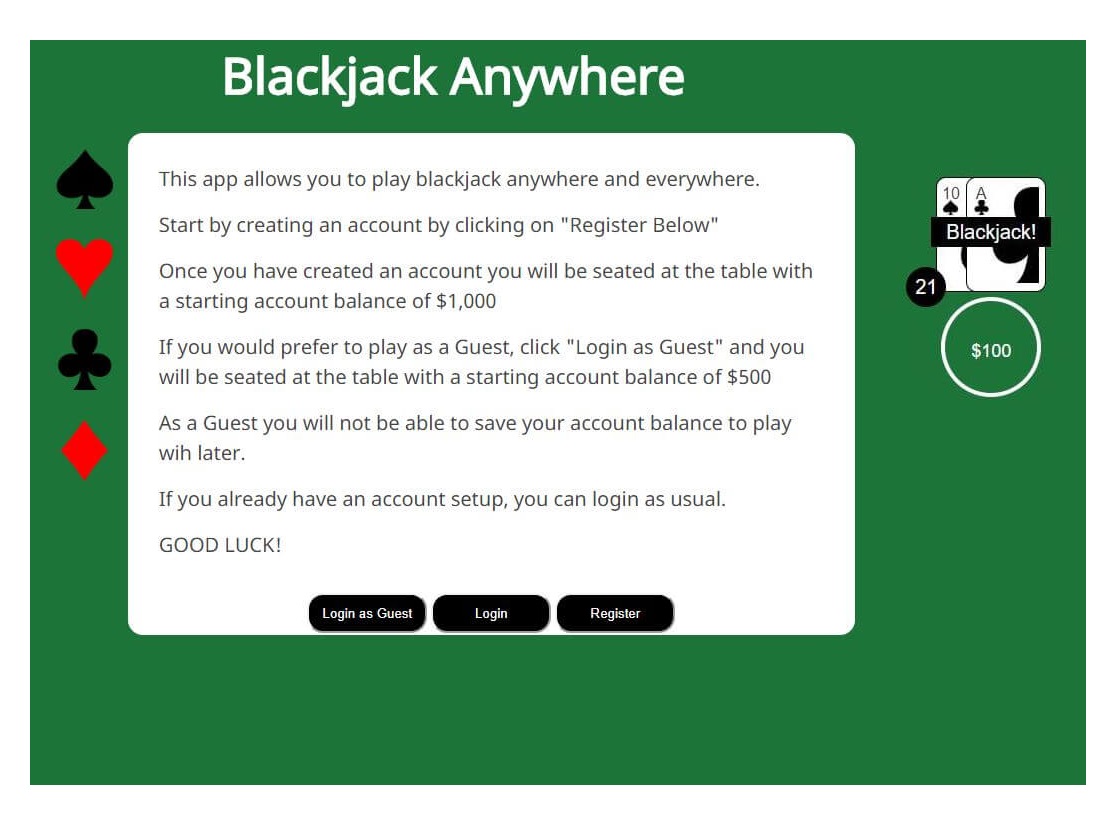 Blackjack Anywhere
This app allows you to play blackjack anywhere and everywhere.
Start by creating an account by clicking on "Register Below"
Once you have created an account you will be seated at the table with
a starting account balance of $1,000
If you would prefer to play as a Guest, click "Login as Guest" and you
will be seated at the table with a starting account balance of $500
As a Guest you will not be able to save your account balance to play
wih later.
If you already have an account setup, you can login as usual.
GOOD LUCK!
Login as Guest
Login
Register
10
A
Blackjack!
21
$100